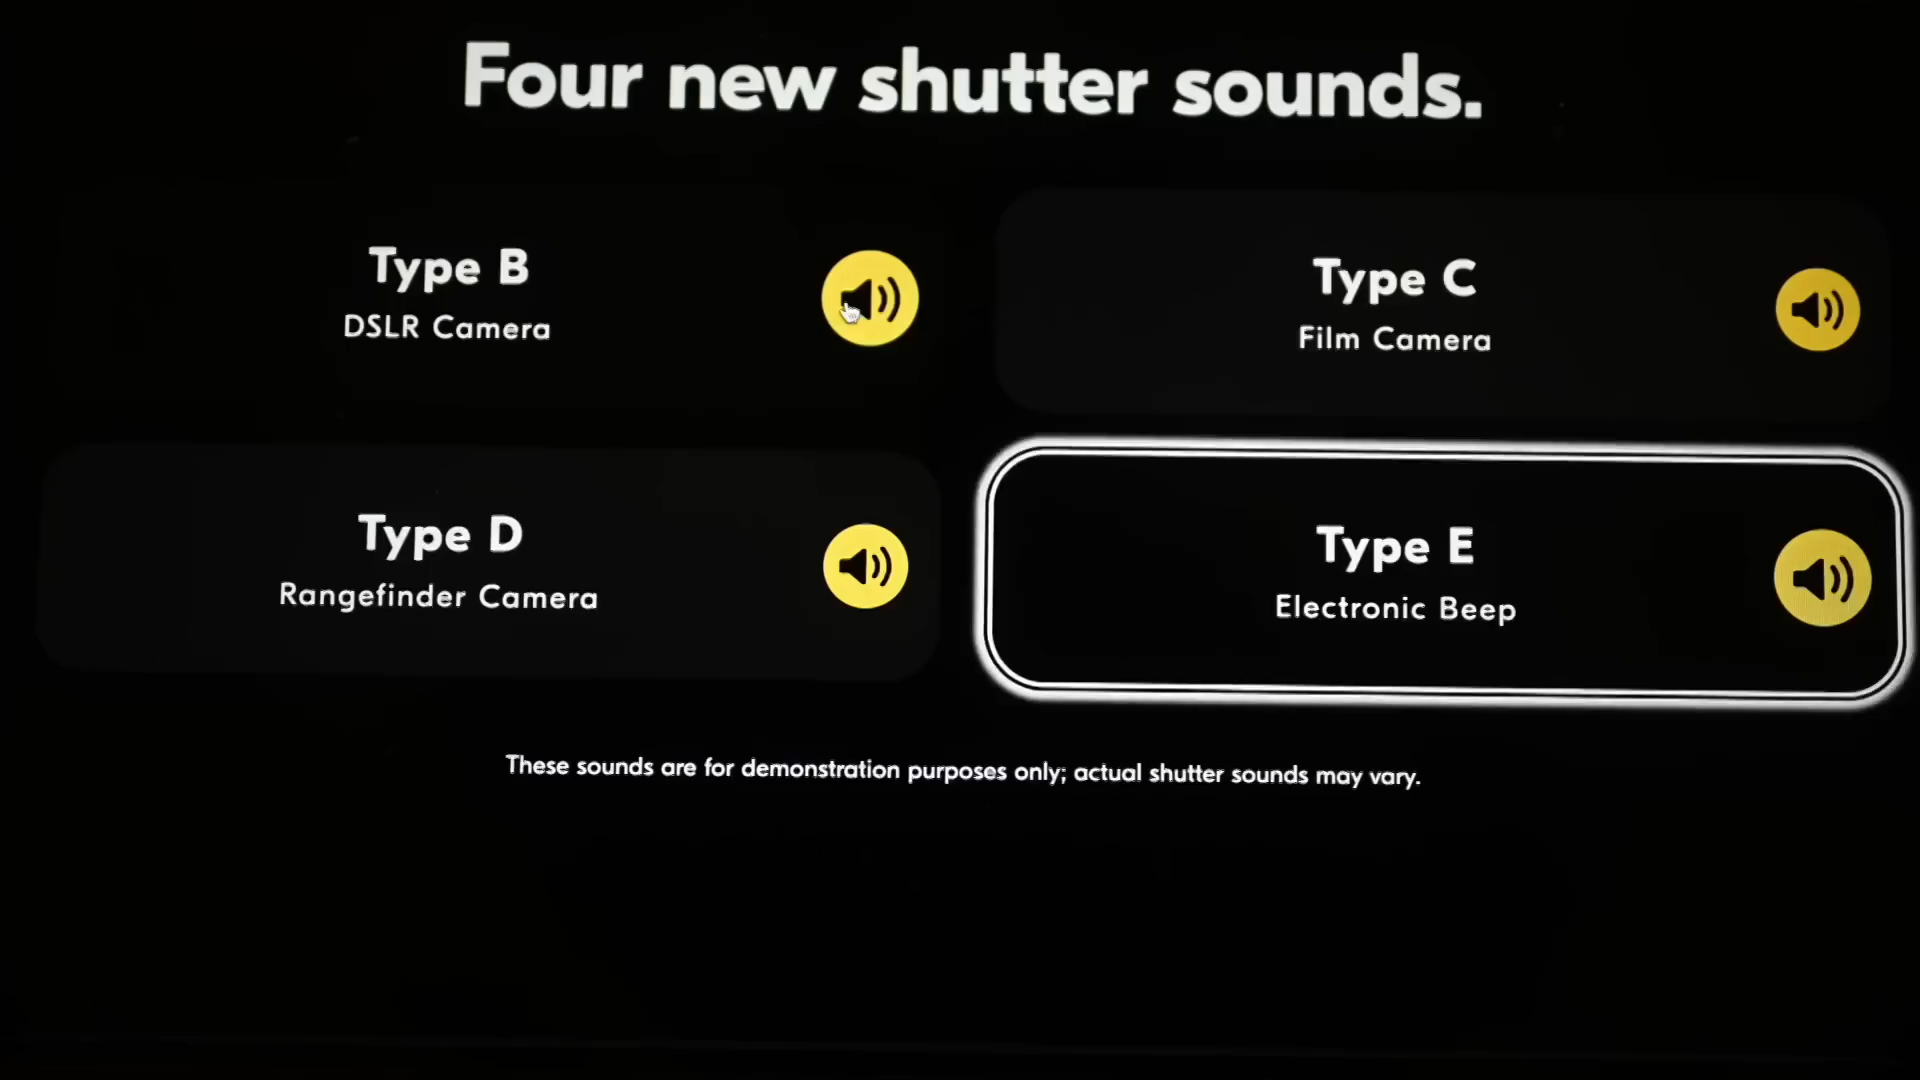 Four new shutter sounds.
Type B
DSLR Camera
Type C
Film Camera
Type D
Rangefinder Camera
Type E
Electronic Beep
These sounds are for demonstration purposes only; actual shutter sounds may vary.